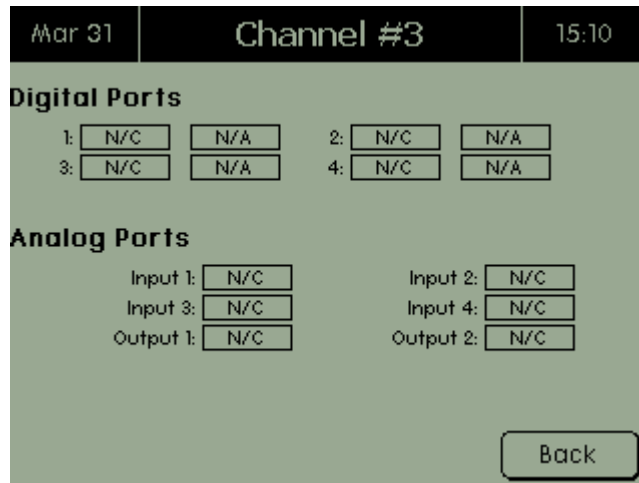 Mar 31 Channel #3 15:10
Digital Ports
1: N/C N/A 2: N/C N/A
3: N/C N/A 4: N/C N/A
Analog Ports
Input 1: N/C Input 2: N/C
Input 3: N/C Input 4: N/C
Output 1: N/C Output 2: N/C
Back